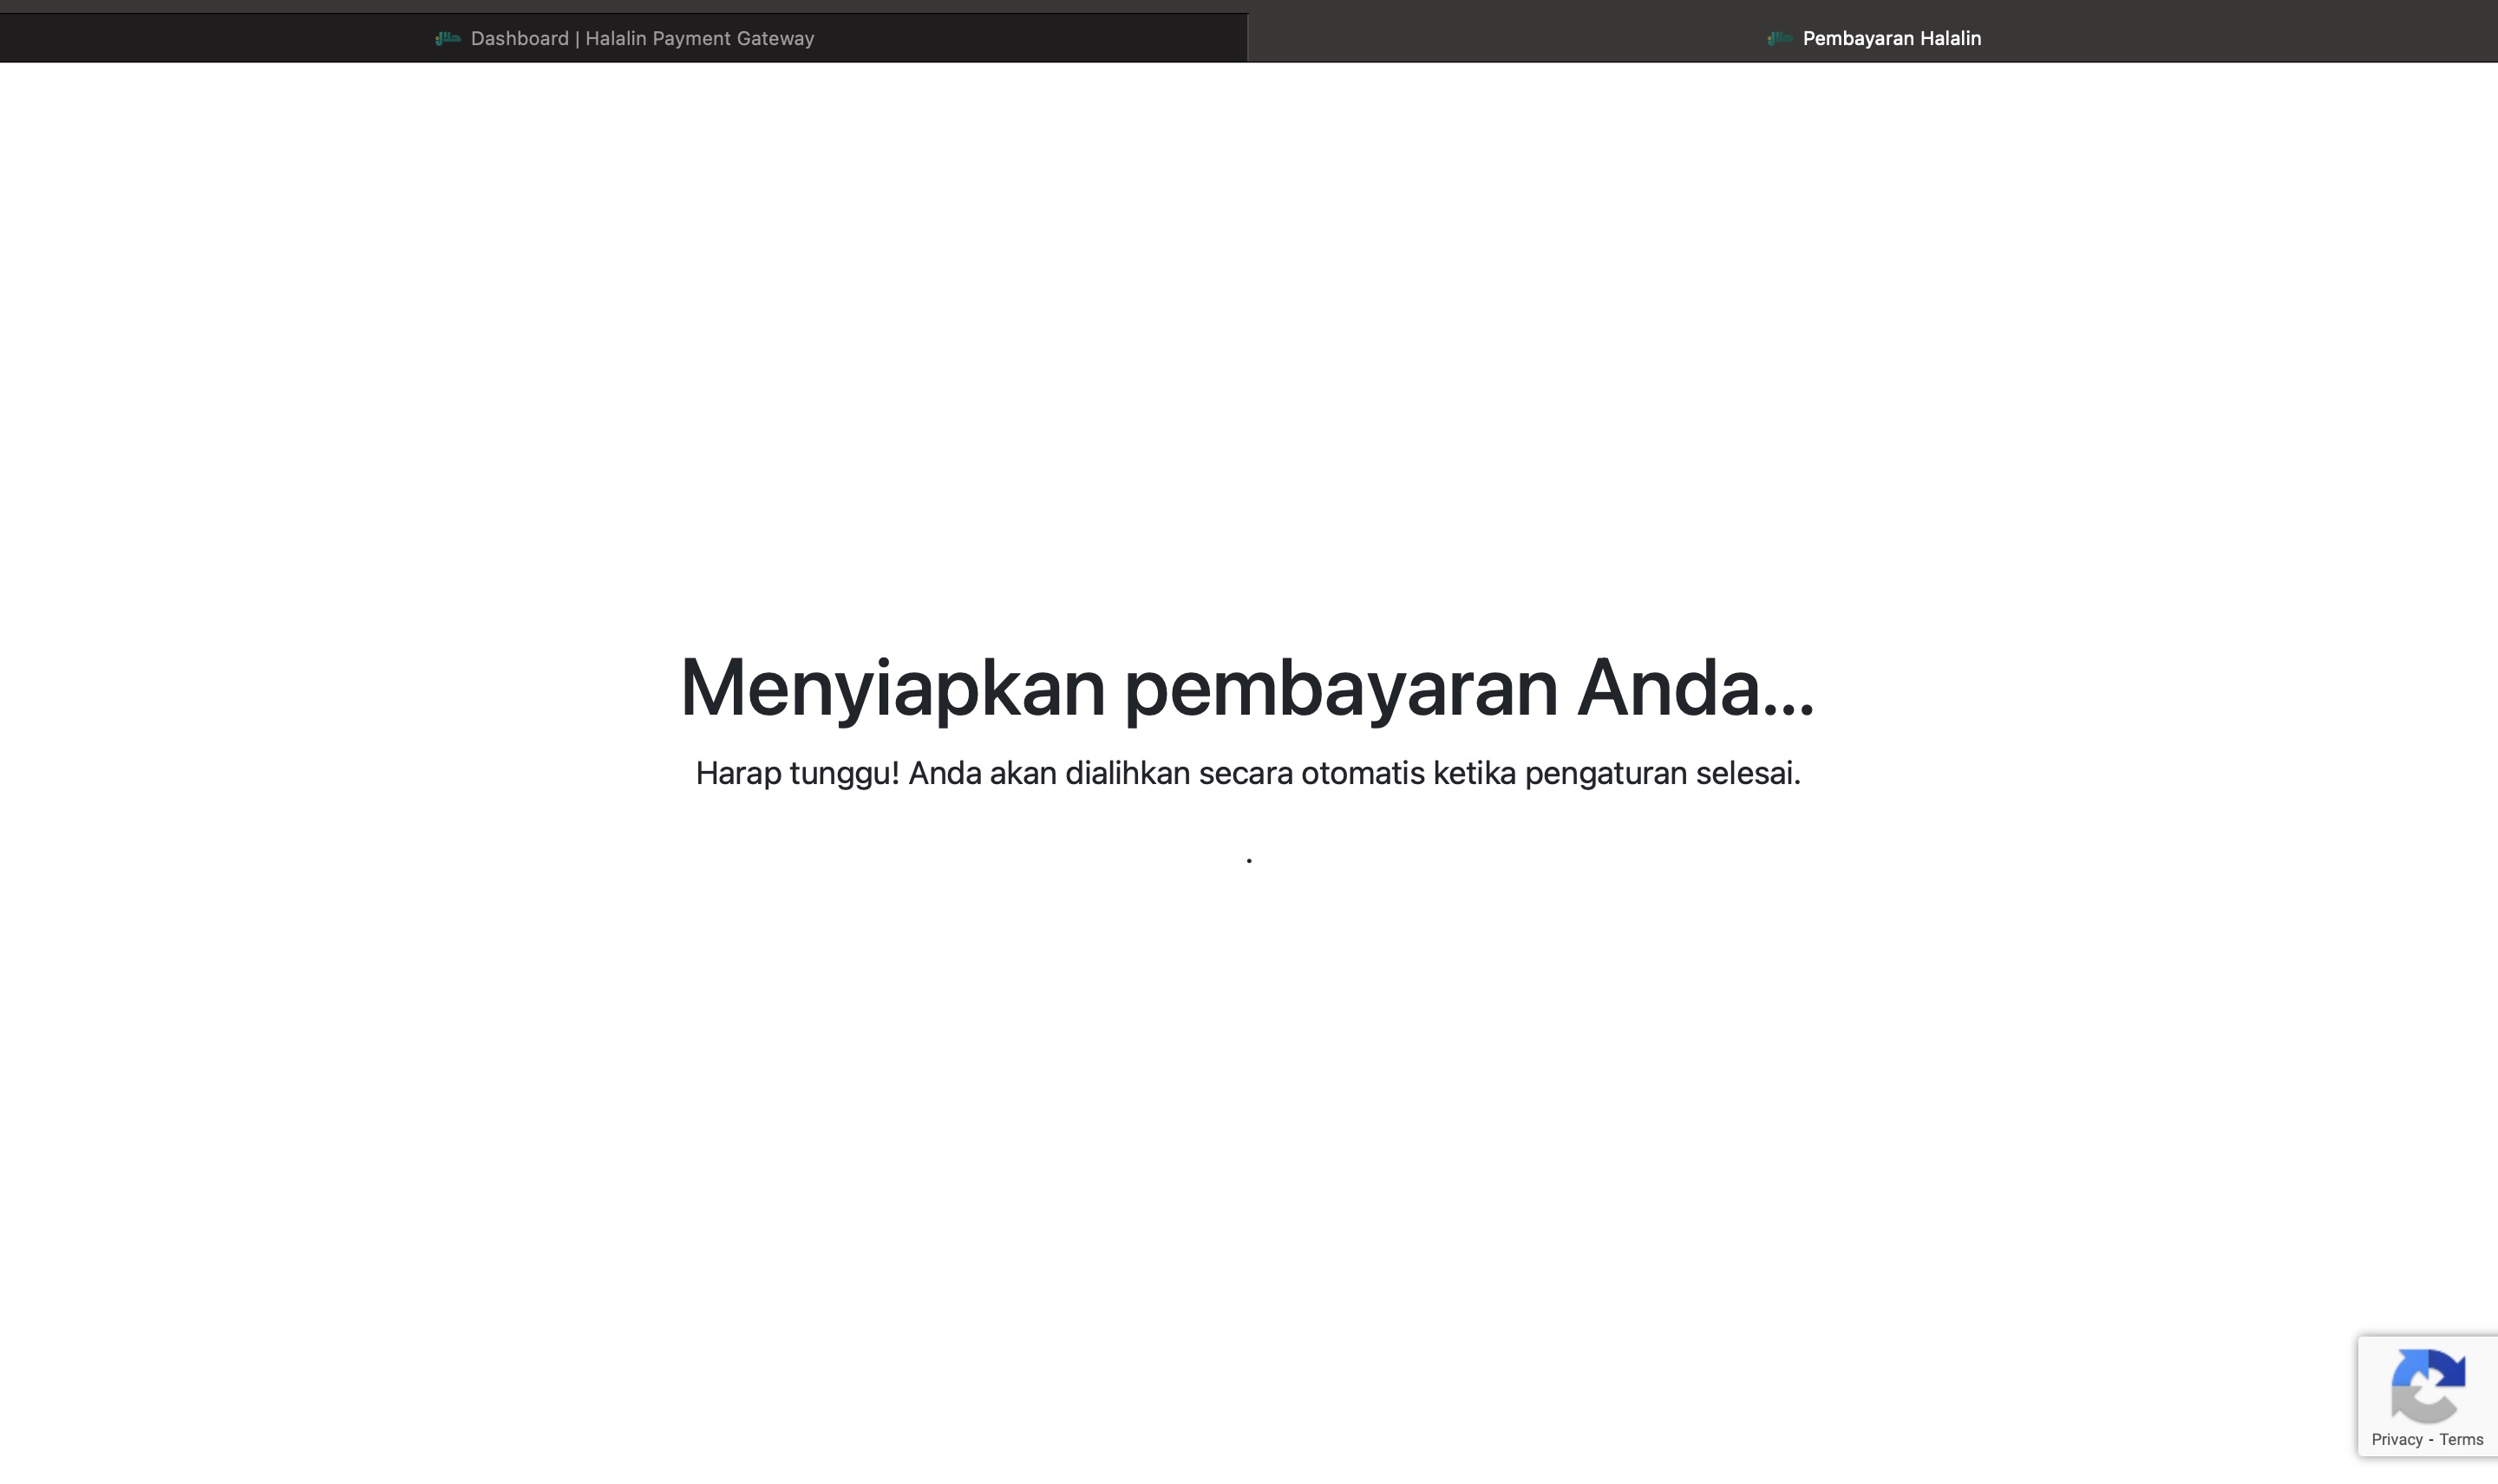 Dashboard | Halalin Payment Gateway
Pembayaran Halalin
Menyiapkan pembayaran Anda...
Harap tunggu! Anda akan dialihkan secara otomatis ketika pengaturan selesai.
.
Privacy - Terms